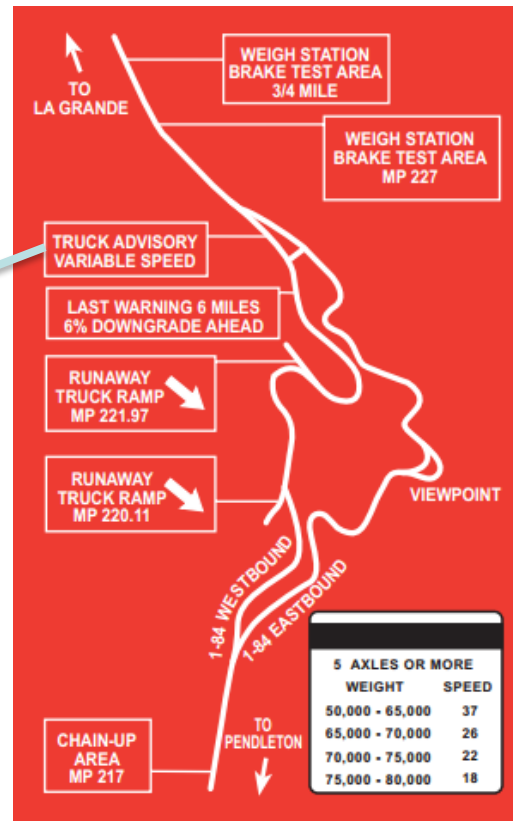 TO
LA GRANDE
WEIGH STATION
BRAKE TEST AREA
3/4 MILE
WEIGH STATION
BRAKE TEST AREA
MP 227
TRUCK ADVISORY
VARIABLE SPEED
LAST WARNING 6 MILES
6% DOWNGRADE AHEAD
RUNAWAY
TRUCK RAMP
MP 221.97
RUNAWAY
TRUCK RAMP
MP 220.11
VIEWPOINT
1-84 WESTBOUND
1-84 EASTBOUND
CHAIN-UP
AREA
MP 217
TO
PENDLETON
5 AXLES OR MORE
WEIGHT SPEED
50,000 - 65,000 37
65,000 - 70,000 26
70,000 - 75,000 22
75,000 - 80,000 18